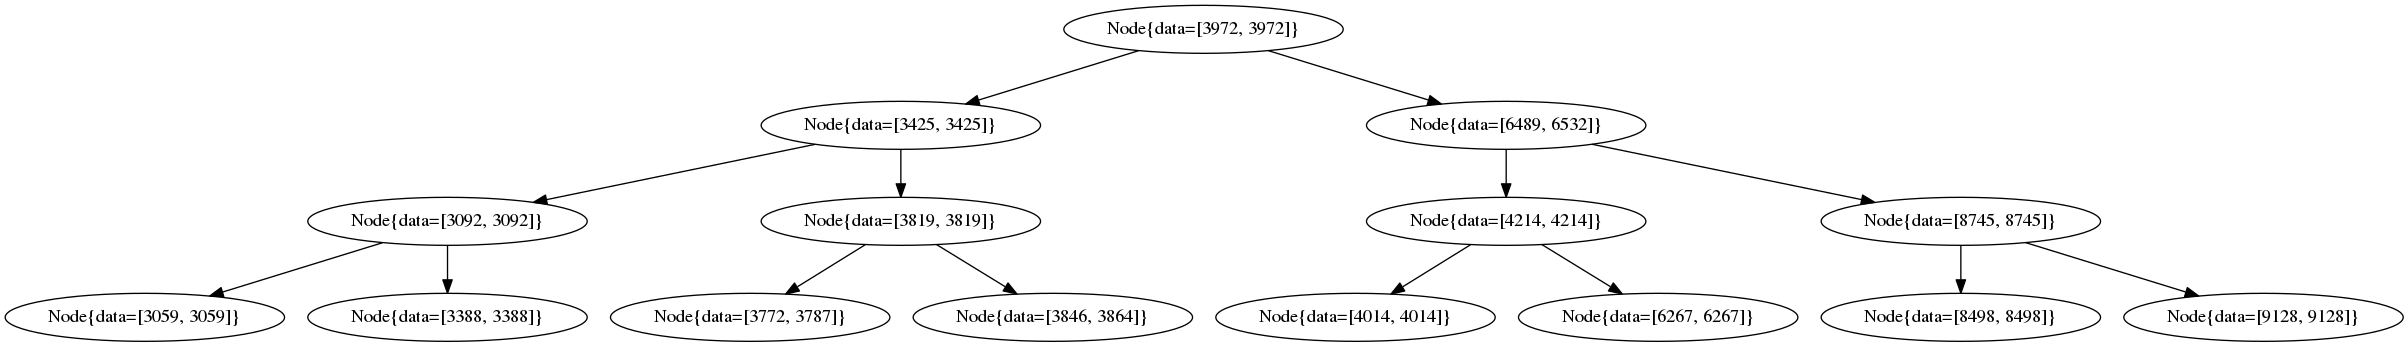 Node{data=[3972, 3972]}
Node{data=[3425, 3425]}
Node{data=[6489, 6532]}
Node{data=[3092, 3092]}
Node{data=[3819, 3819]}
Node{data=[4214, 4214]}
Node{data=[8745, 8745]}
Node{data=[3059, 3059]}
Node{data=[3388, 3388]}
Node{data=[3772, 3787]}
Node{data=[3846, 3864]}
Node{data=[4014, 4014]}
Node{data=[6267, 6267]}
Node{data=[8498, 8498]}
Node{data=[9128, 9128]}